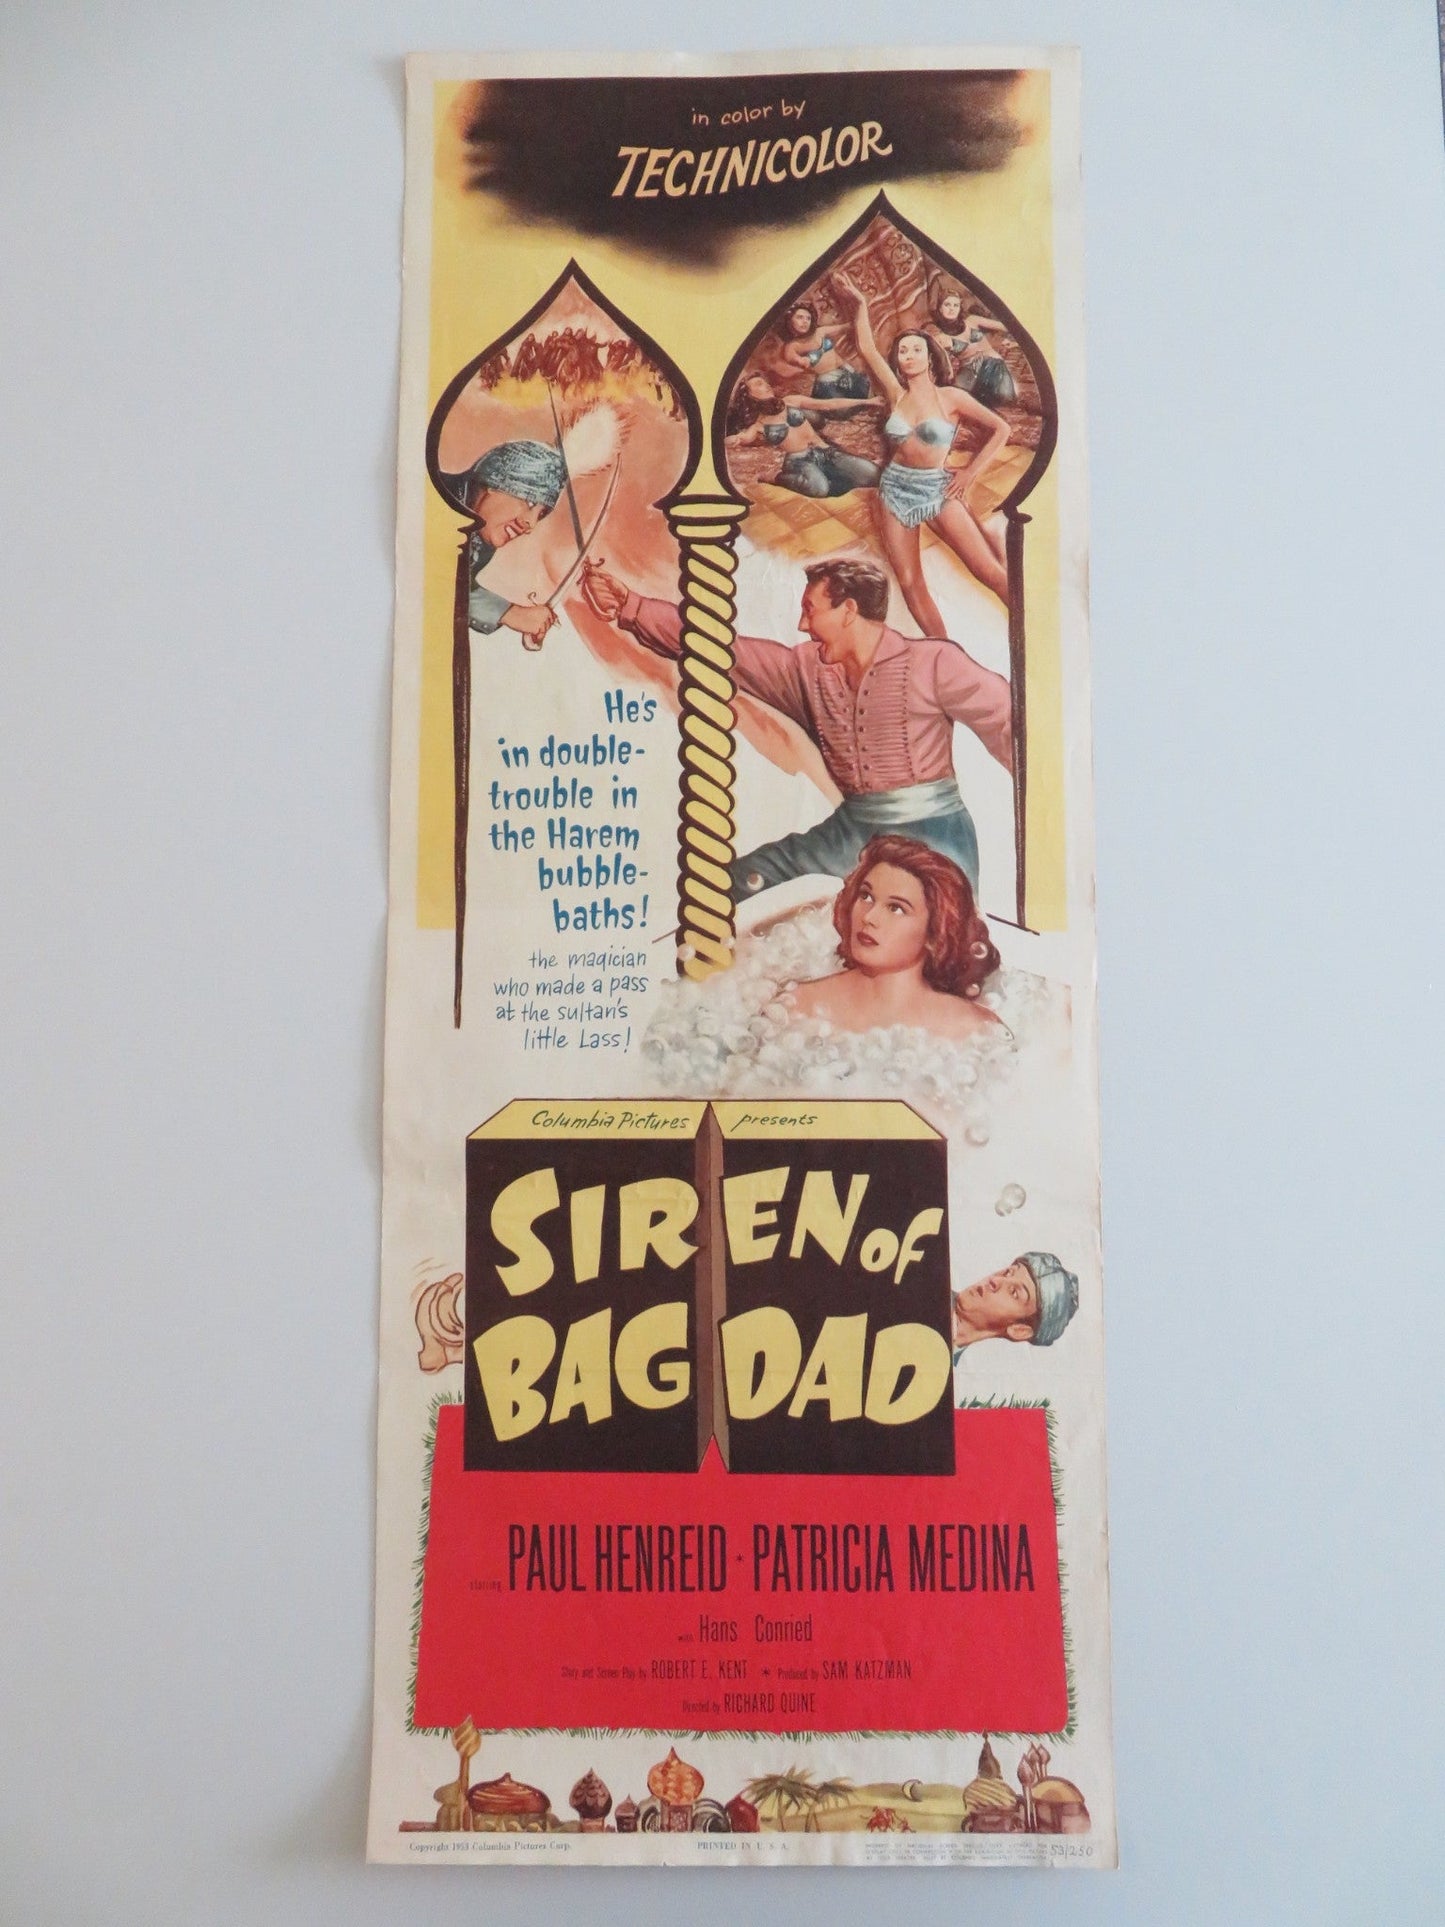 in color by
TECHNICOLOR
He's
in double-
trouble in
the Harem
bubble-
baths!
the magician
who made a pass
at the sultan's
little Lass!
Columbia Pictures presents
SIREN OF
BAGDAD
starring PAUL HENREID * PATRICIA MEDINA
with Hans Conried
Story and Screen Play by ROBERT E. KENT * Produced by SAM KATZMAN
Directed by RICHARD QUINE
Copyright 1953 Columbia Pictures Corp. PRINTED IN U. S. A. 53/250